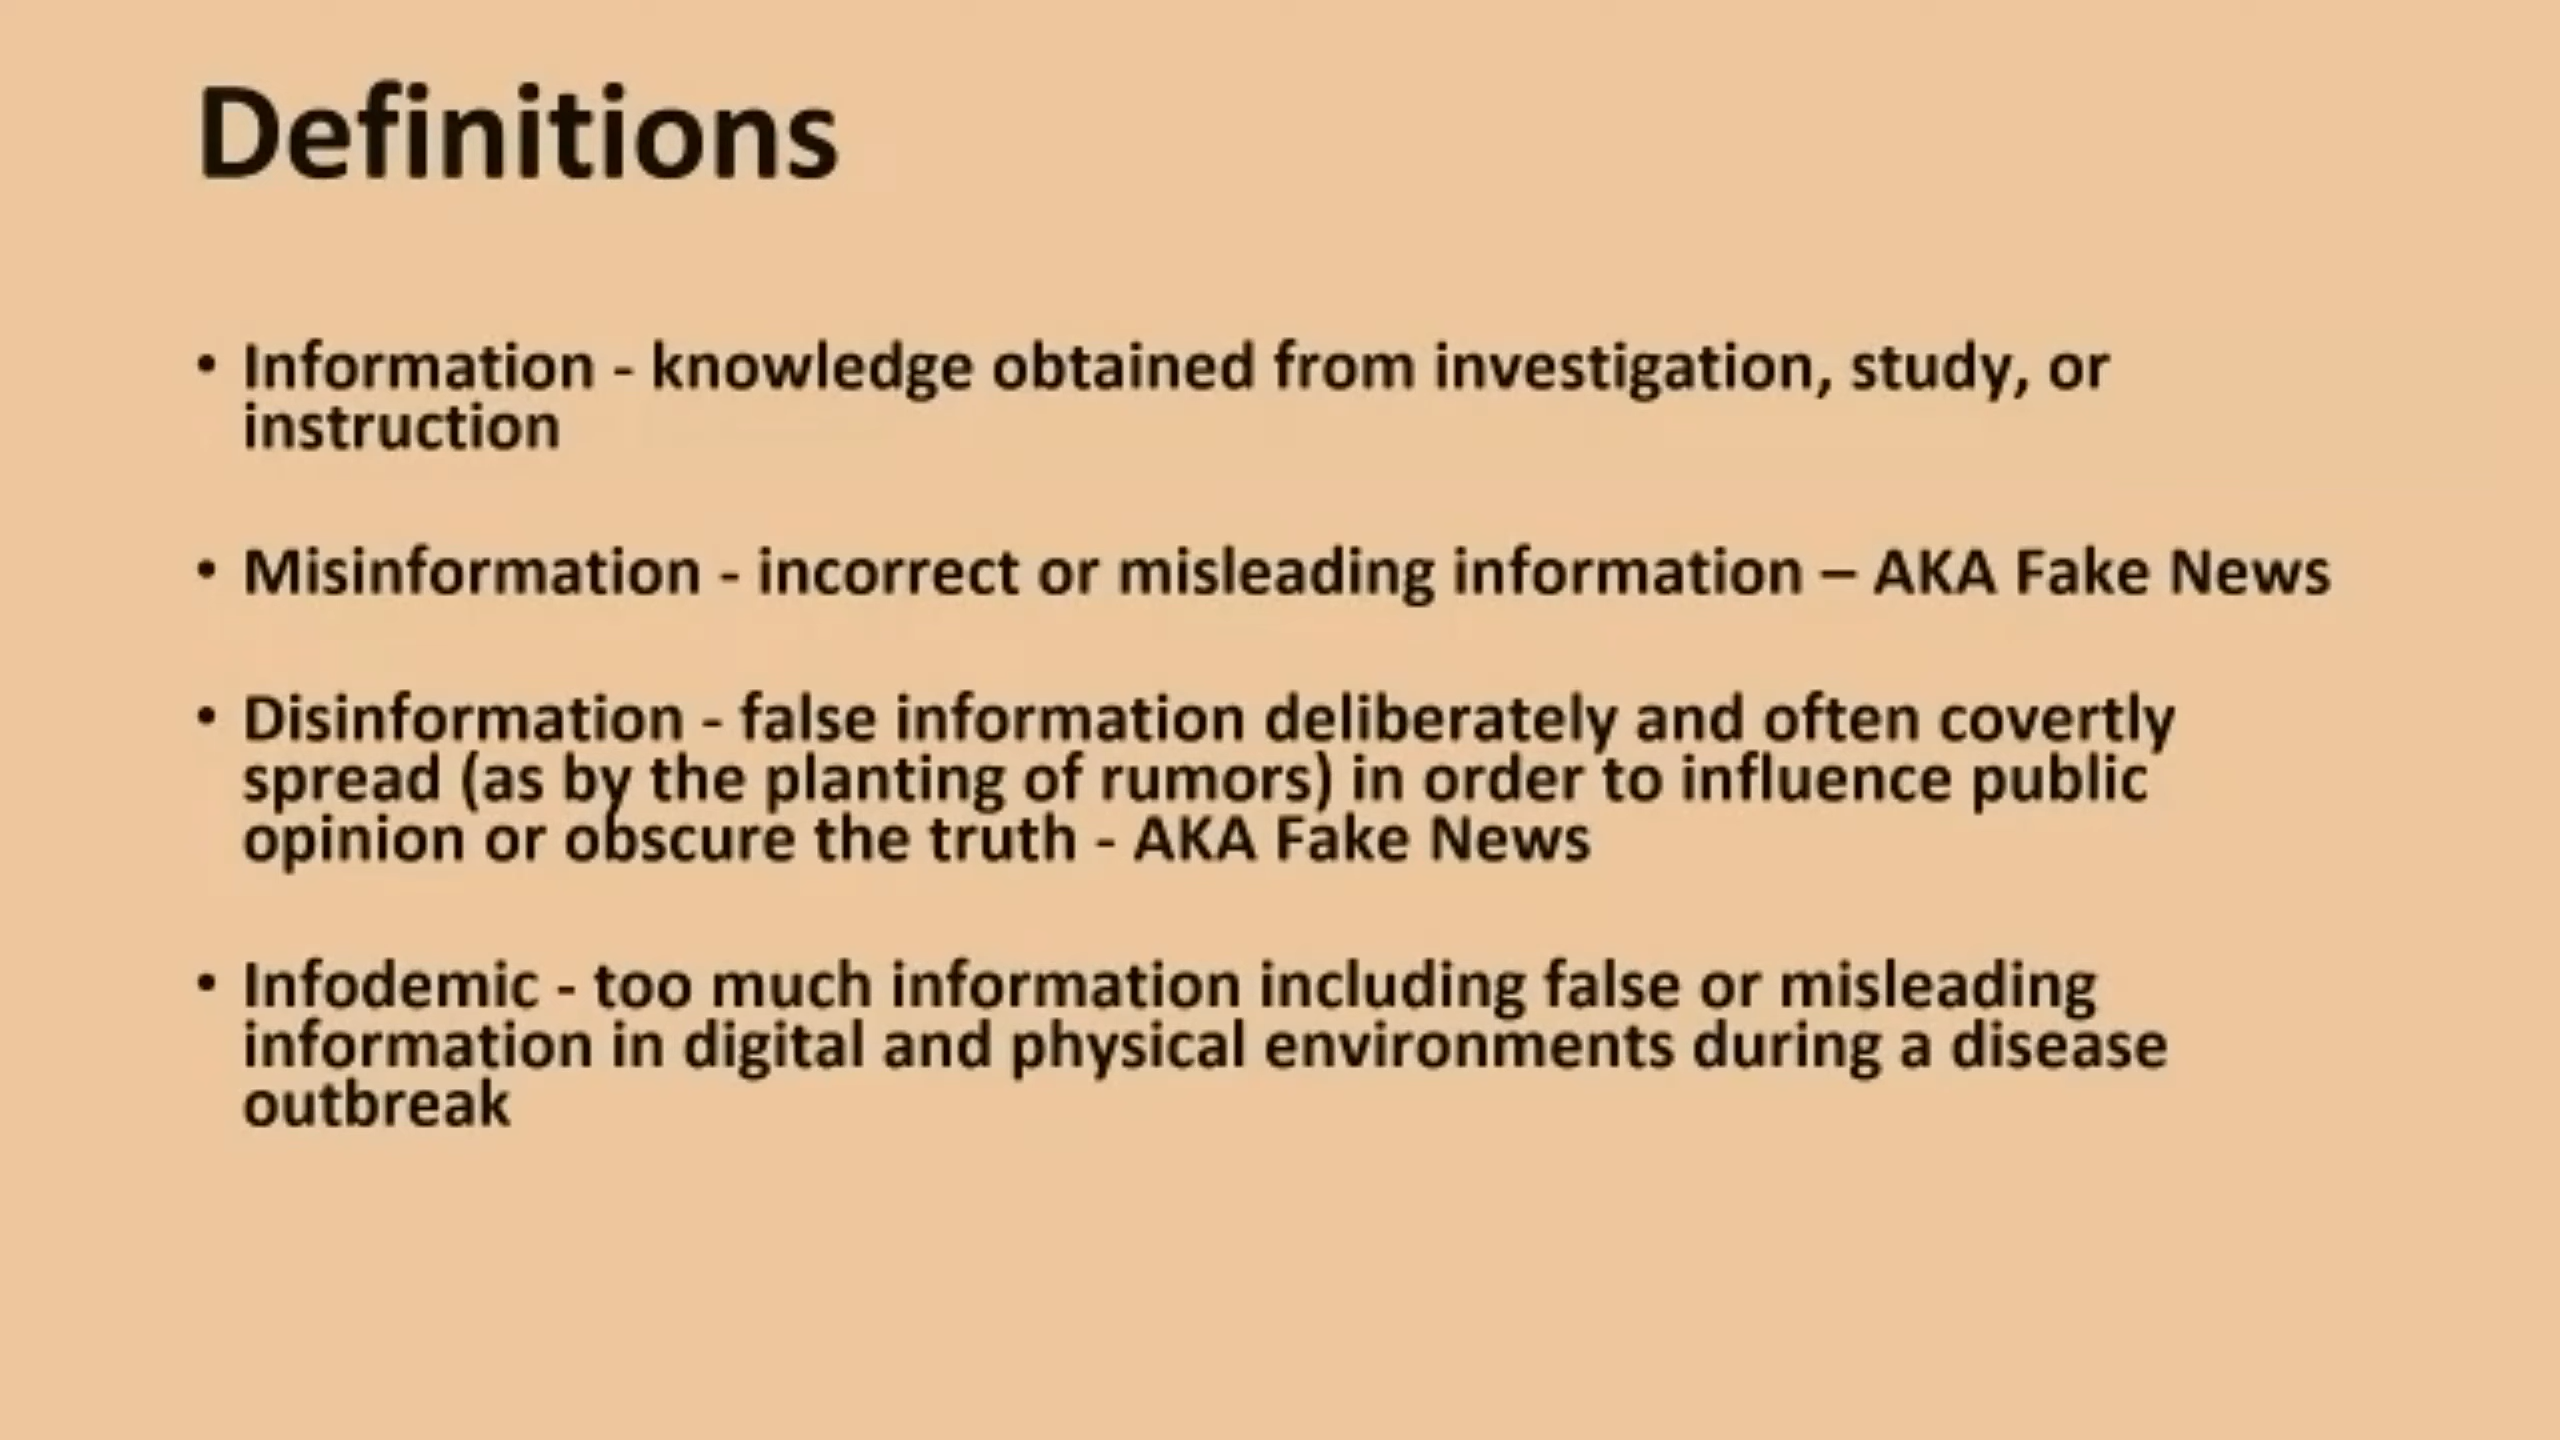 Definitions
• Information - knowledge obtained from investigation, study, or
instruction
• Misinformation - incorrect or misleading information – AKA Fake News
• Disinformation - false information deliberately and often covertly
spread (as by the planting of rumors) in order to influence public
opinion or obscure the truth - AKA Fake News
• Infodemic - too much information including false or misleading
information in digital and physical environments during a disease
outbreak